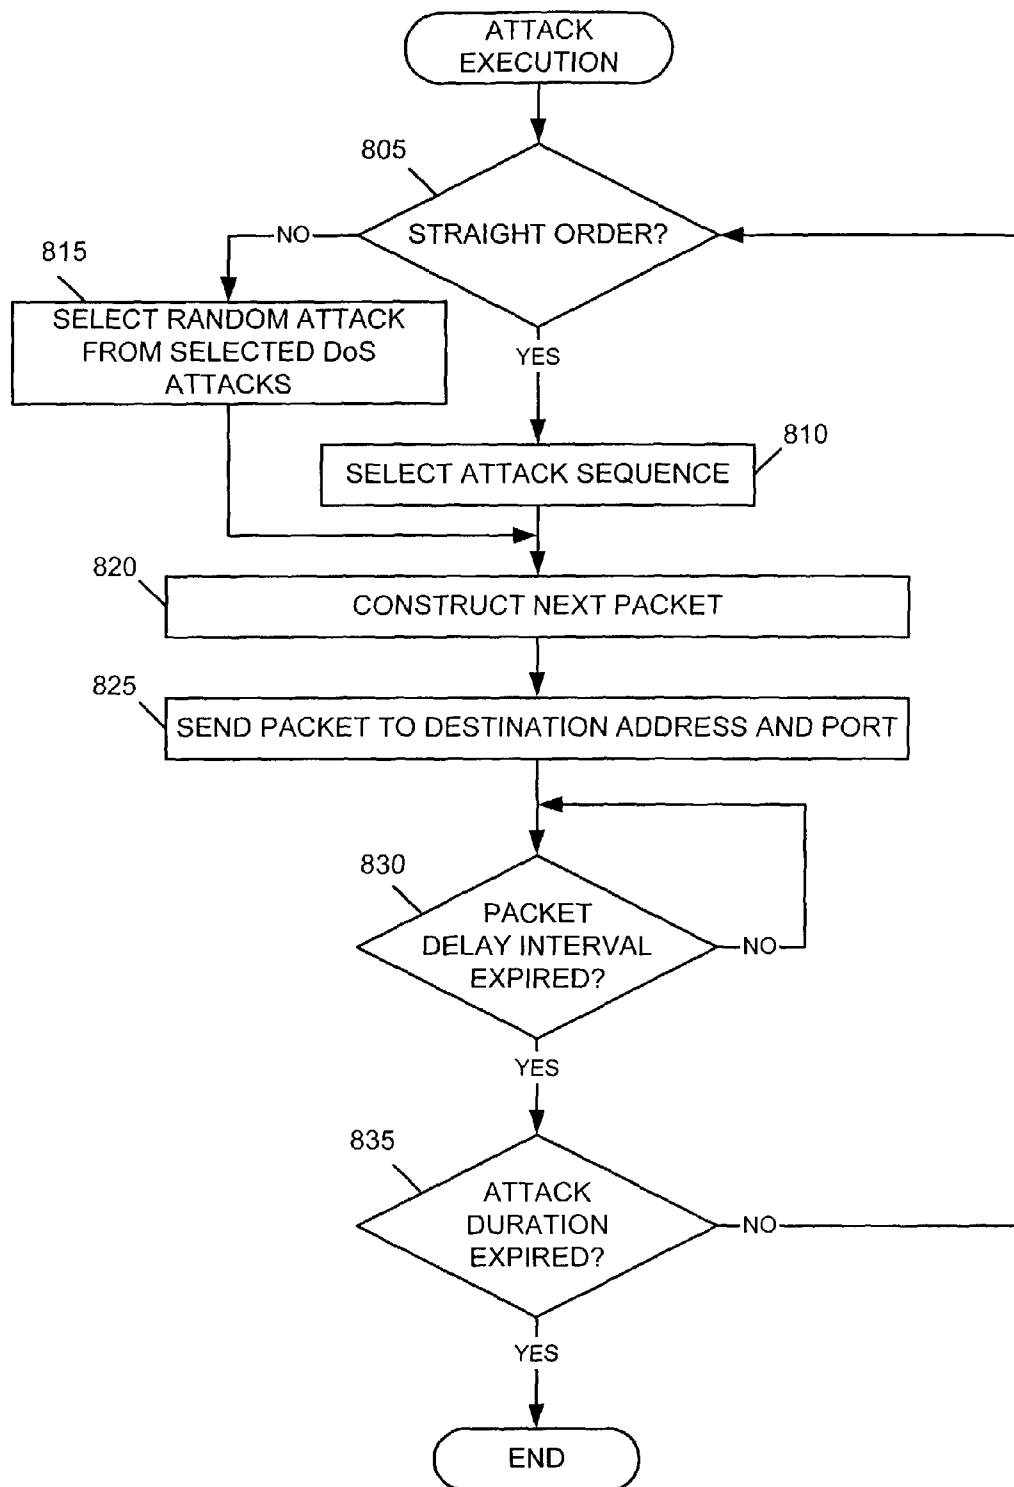 ATTACK
EXECUTION
805
STRAIGHT ORDER?
NO
815
SELECT RANDOM ATTACK
FROM SELECTED DoS
ATTACKS
YES
810
SELECT ATTACK SEQUENCE
820
CONSTRUCT NEXT PACKET
825
SEND PACKET TO DESTINATION ADDRESS AND PORT
830
PACKET
DELAY INTERVAL
EXPIRED?
NO
YES
835
ATTACK
DURATION
EXPIRED?
NO
YES
END